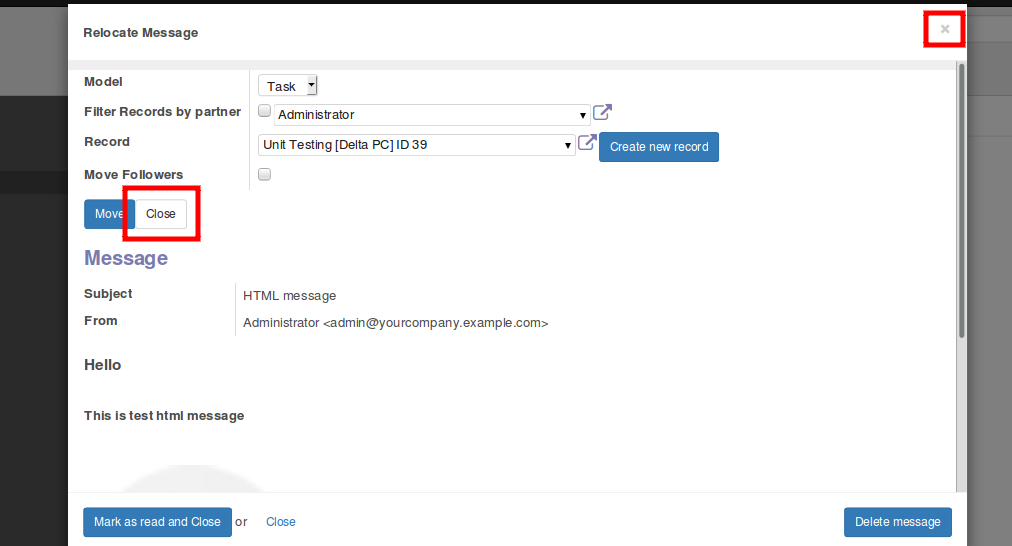 Relocate Message ×
Model Task
Filter Records by partner Administrator
Record Unit Testing [Delta PC] ID 39 Create new record
Move Followers
Move Close
Message
Subject HTML message
From Administrator <admin@yourcompany.example.com>
Hello
This is test html message
Mark as read and Close or Close Delete message